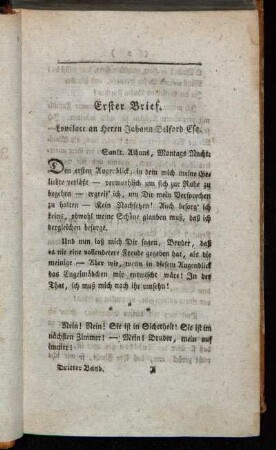 Erster Brief.
Lovelace an Herrn Johann Belford Esq.
Sankt. Albans, Montags Nachts.
Den ersten Augenblick, in dem mich meine Ge-
liebte verläßt — vermuthlich um sich zur Ruhe zu
begeben — ergreif' ich, um Dir mein Versprechen
zu halten — Kein Nachsetzen! Auch besorg' ich
keins, obwohl meine Schöne glauben muß, daß ich
dergleichen besorge.
Und nun laß mich Dir sagen, Bruder, daß
es nie eine vollendetere Freude gegeben hat, als die
meinige — Aber wie, wenn in diesem Augenblick
das Engelmädchen mir entwischt wäre! In der
That, ich muß mich nach ihr umsehn!
* * *
Nein! Nein! Sie ist in Sicherheit! Sie ist im
nächsten Zimmer! — Mein! Bruder, mein auf
immer!
Dritter Band. A